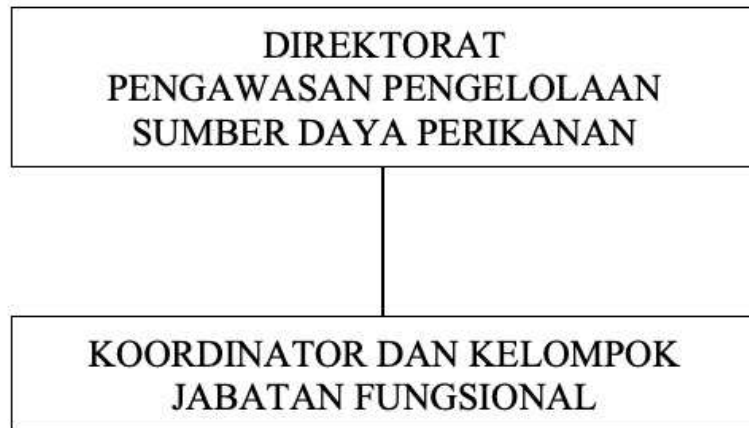 DIREKTORAT
PENGAWASAN PENGELOLAAN
SUMBER DAYA PERIKANAN
KOORDINATOR DAN KELOMPOK
JABATAN FUNGSIONAL